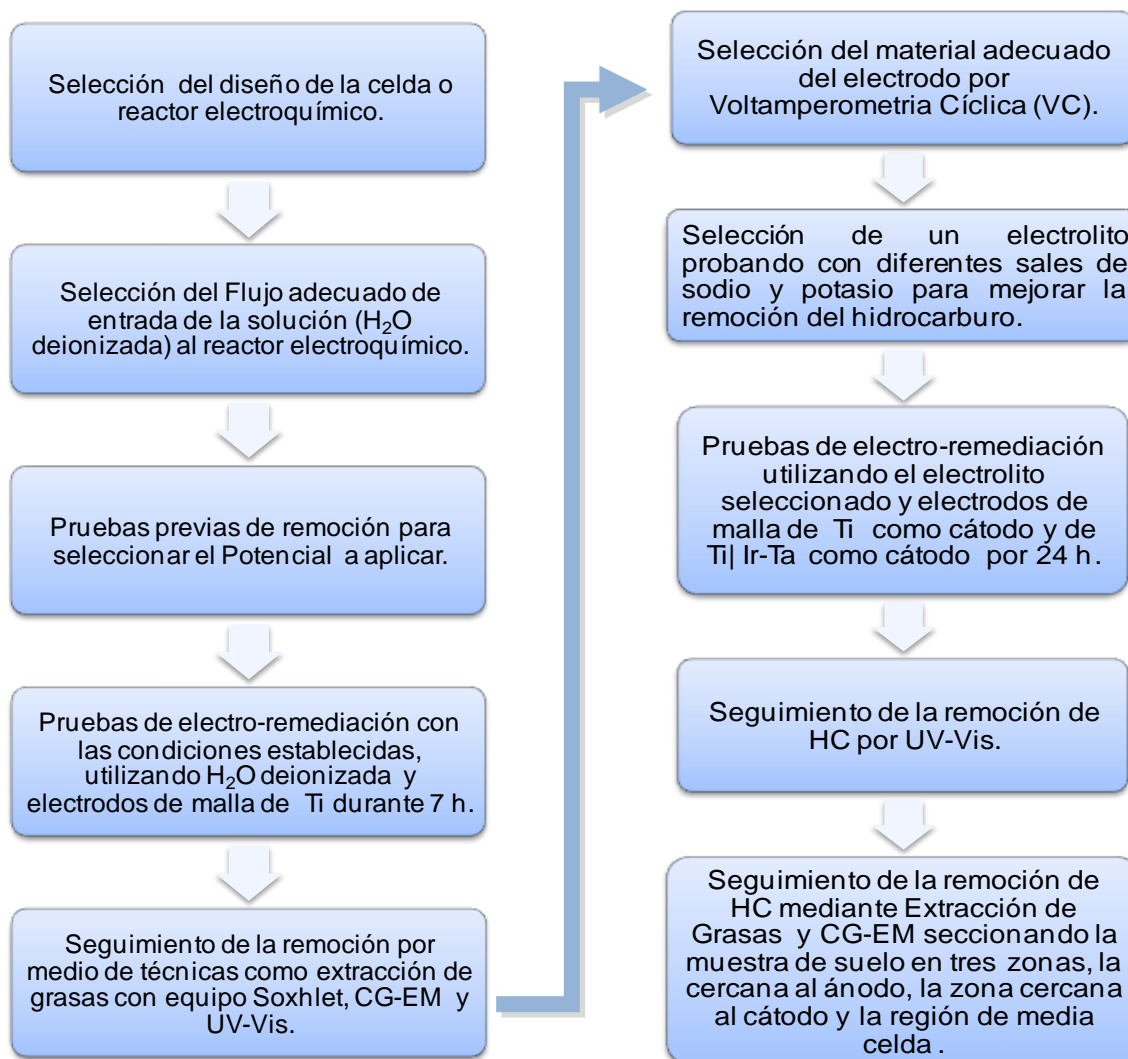 Selección del diseño de la celda o
reactor electroquímico.
Selección del Flujo adecuado de
entrada de la solución (H₂O
deionizada) al reactor electroquímico.
Pruebas previas de remoción para
seleccionar el Potencial a aplicar.
Pruebas de electro-remediación con
las condiciones establecidas,
utilizando H₂O deionizada y
electrodos de malla de Ti durante 7 h.
Seguimiento de la remoción por
medio de técnicas como extracción de
grasas con equipo Soxhlet, CG-EM y
UV-Vis.
Selección del material adecuado
del electrodo por
Voltamperometria Cíclica (VC).
Selección de un electrolito
probando con diferentes sales de
sodio y potasio para mejorar la
remoción del hidrocarburo.
Pruebas de electro-remediación
utilizando el electrolito
seleccionado y electrodos de
malla de Ti como cátodo y de
Ti| Ir-Ta como cátodo por 24 h.
Seguimiento de la remoción de
HC por UV-Vis.
Seguimiento de la remoción de
HC mediante Extracción de
Grasas y CG-EM seccionando la
muestra de suelo en tres zonas, la
cercana al ánodo, la zona cercana
al cátodo y la región de media
celda .